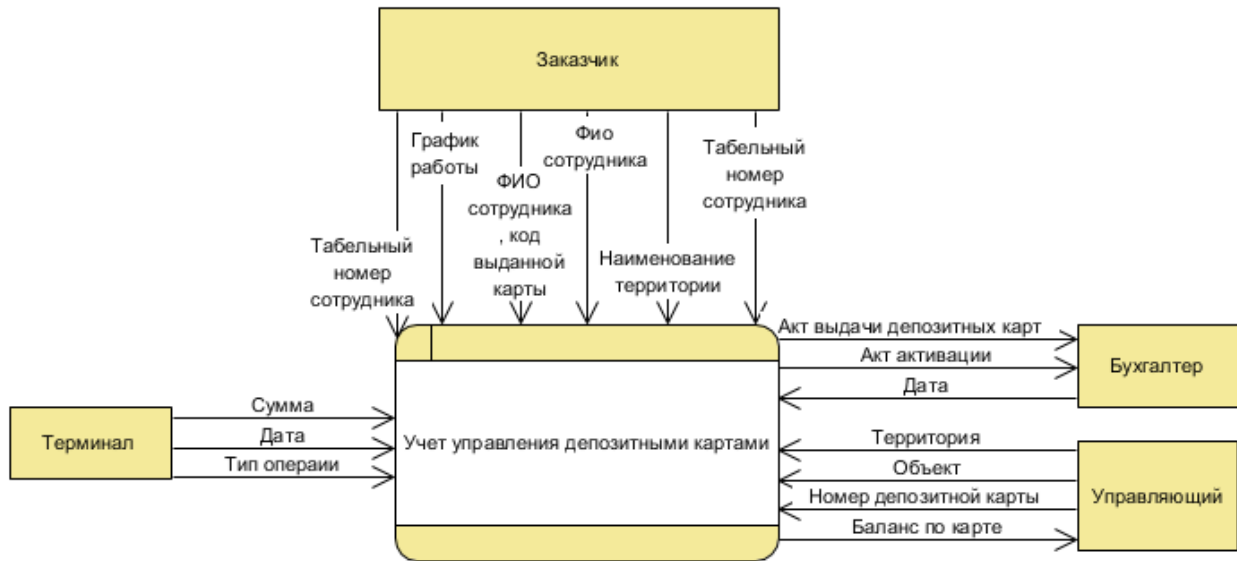 Заказчик
График
работы
ФИО
сотрудника
, код
выданной
карты
Фио
сотрудника
Табельный
номер
сотрудника
Табельный
номер
сотрудника
Наименование
территории
Акт выдачи депозитных карт
Акт активации
Дата
Бухгалтер
Терминал
Сумма
Дата
Тип операии
Учет управления депозитными картами
Территория
Объект
Номер депозитной карты
Баланс по карте
Управляющий